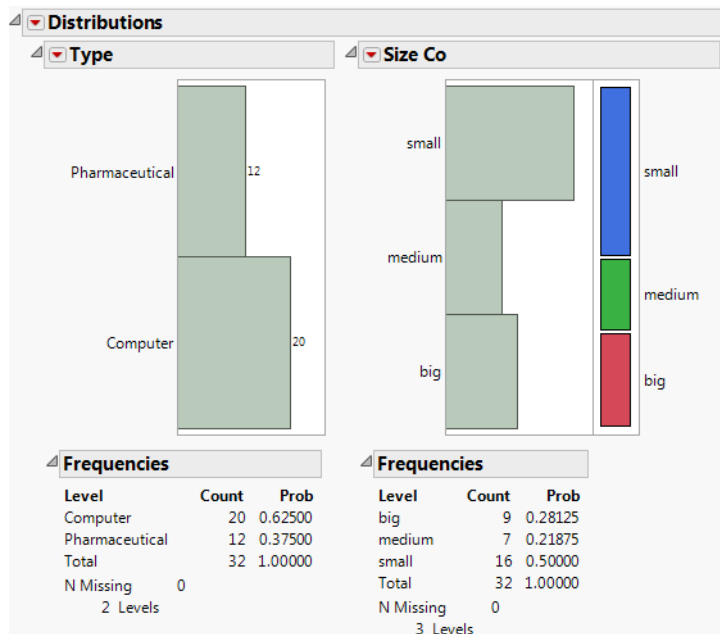 Distributions
Type
Pharmaceutical
12
Computer
20
Frequencies
Level Count Prob
Computer 20 0.62500
Pharmaceutical 12 0.37500
Total 32 1.00000
N Missing 0
2 Levels
Size Co
small
medium
big
small
medium
big
Frequencies
Level Count Prob
big 9 0.28125
medium 7 0.21875
small 16 0.50000
Total 32 1.00000
N Missing 0
3 Levels